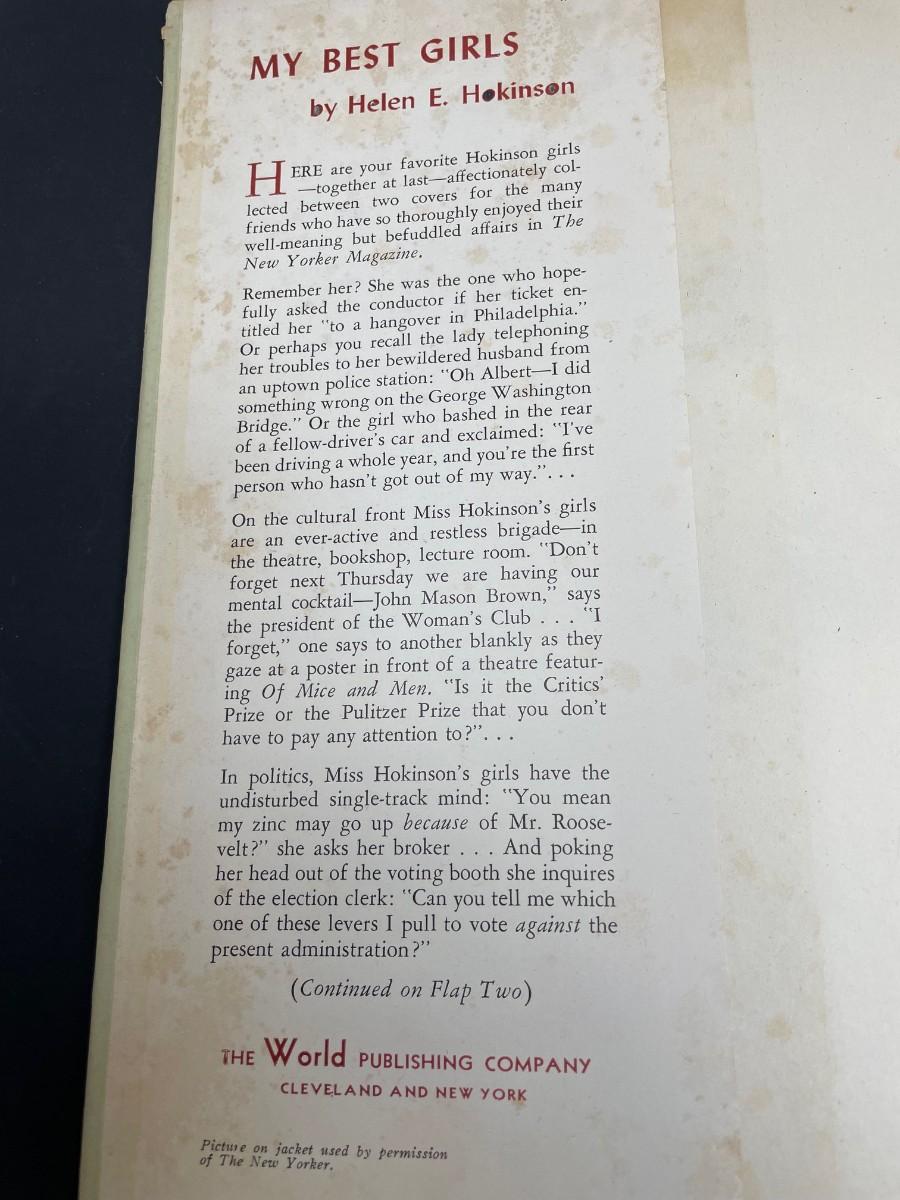 MY BEST GIRLS
by Helen E. Hokinson
HERE are your favorite Hokinson girls
—together at last—affectionately col-
lected between two covers for the many
friends who have so thoroughly enjoyed their
well-meaning but befuddled affairs in The
New Yorker Magazine.
Remember her? She was the one who hope-
fully asked the conductor if her ticket en-
titled her "to a hangover in Philadelphia."
Or perhaps you recall the lady telephoning
her troubles to her bewildered husband from
an uptown police station: "Oh Albert—I did
something wrong on the George Washington
Bridge." Or the girl who bashed in the rear
of a fellow-driver's car and exclaimed: "I've
been driving a whole year, and you're the first
person who hasn't got out of my way.". . .
On the cultural front Miss Hokinson's girls
are an ever-active and restless brigade—in
the theatre, bookshop, lecture room. "Don't
forget next Thursday we are having our
mental cocktail—John Mason Brown," says
the president of the Woman's Club . . . "I
forget," one says to another blankly as they
gaze at a poster in front of a theatre featur-
ing Of Mice and Men. "Is it the Critics'
Prize or the Pulitzer Prize that you don't
have to pay any attention to?". . .
In politics, Miss Hokinson's girls have the
undisturbed single-track mind: "You mean
my zinc may go up because of Mr. Roose-
velt?" she asks her broker . . . And poking
her head out of the voting booth she inquires
of the election clerk: "Can you tell me which
one of these levers I pull to vote against the
present administration?"
(Continued on Flap Two)
THE World PUBLISHING COMPANY
CLEVELAND AND NEW YORK
Picture on jacket used by permission
of The New Yorker.